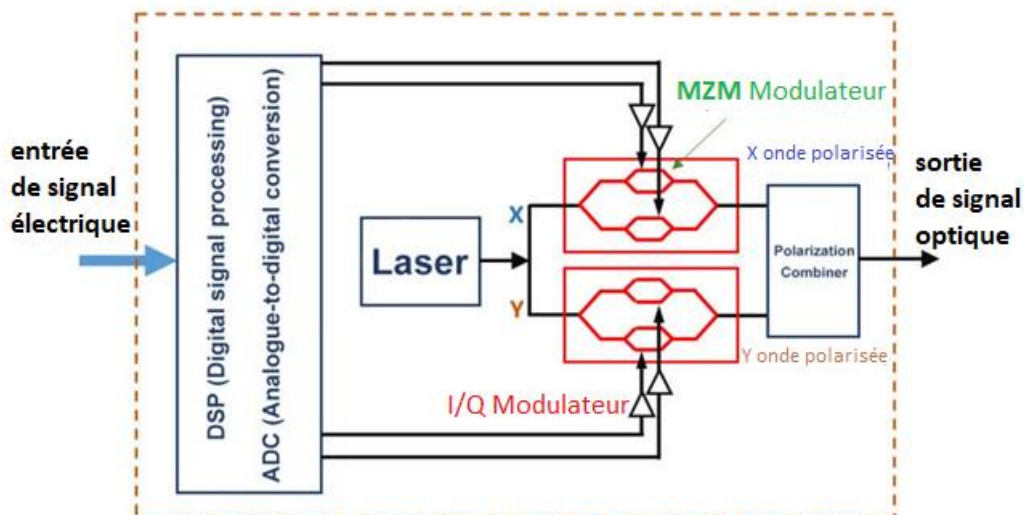 entrée
de signal
électrique
DSP (Digital signal processing)
ADC (Analogue-to-digital conversion)
Laser
X
Y
MZM Modulateur
X onde polarisée
I/Q Modulateur
Y onde polarisée
Polarization
Combiner
sortie
de signal
optique